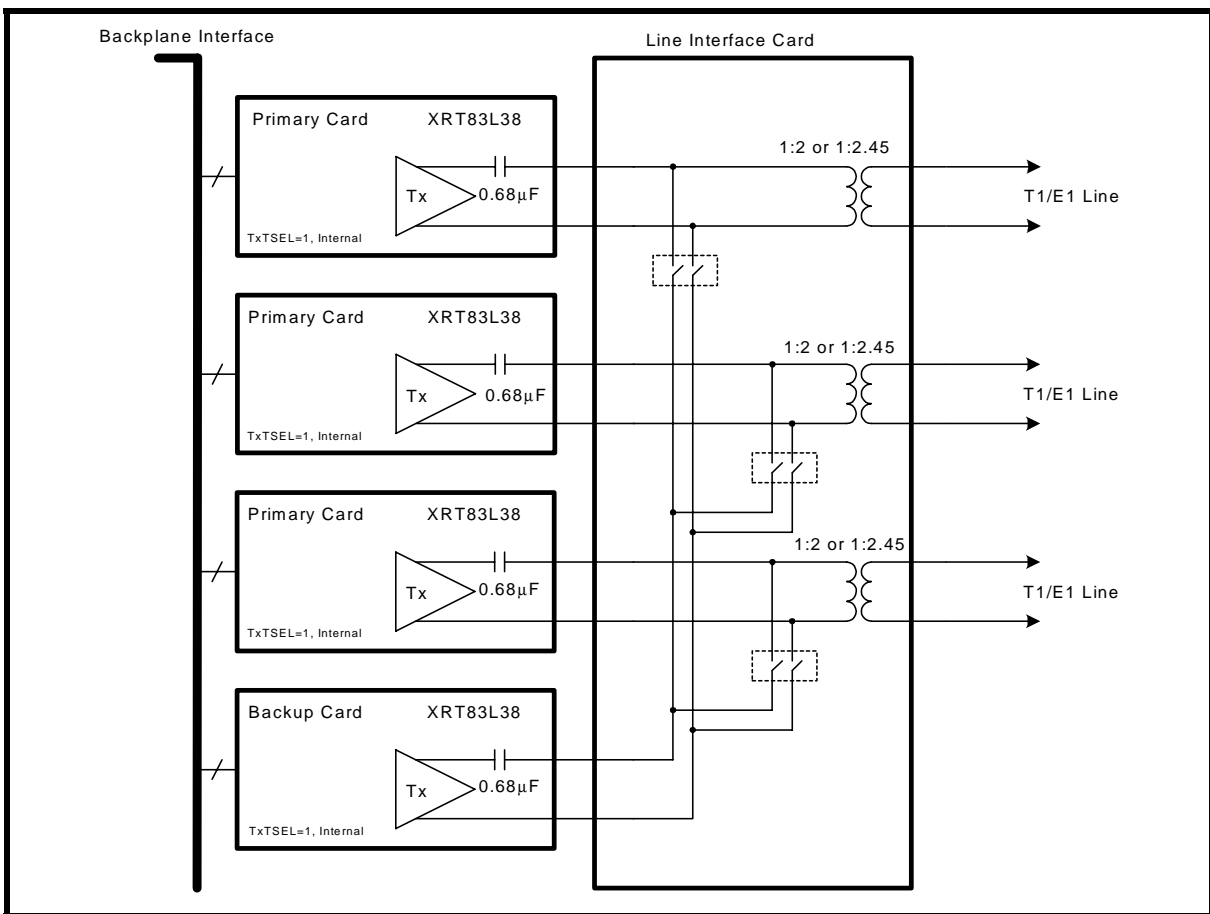 Backplane Interface
Line Interface Card
Primary Card XRT83L38
1:2 or 1:2.45
Tx
0.68μF
T1/E1 Line
TxTSEL=1, Internal
Primary Card XRT83L38
1:2 or 1:2.45
Tx
0.68μF
T1/E1 Line
TxTSEL=1, Internal
Primary Card XRT83L38
1:2 or 1:2.45
Tx
0.68μF
T1/E1 Line
TxTSEL=1, Internal
Backup Card XRT83L38
Tx
0.68μF
TxTSEL=1, Internal